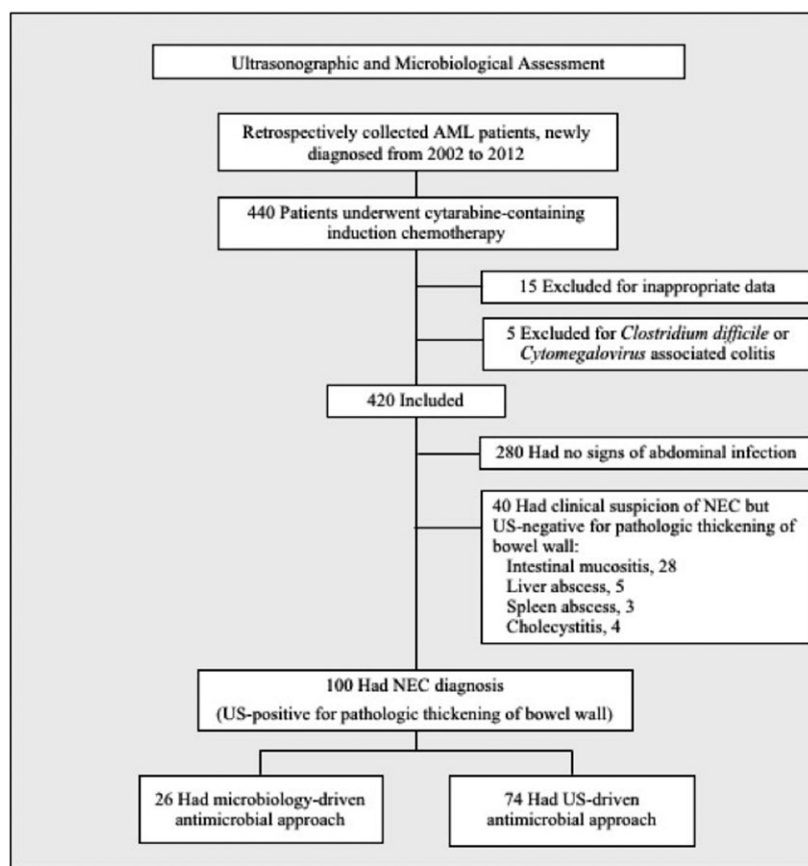 Ultrasonographic and Microbiological Assessment
Retrospectively collected AML patients, newly
diagnosed from 2002 to 2012
440 Patients underwent cytarabine-containing
induction chemotherapy
15 Excluded for inappropriate data
5 Excluded for Clostridium difficile or
Cytomegalovirus associated colitis
420 Included
280 Had no signs of abdominal infection
40 Had clinical suspicion of NEC but
US-negative for pathologic thickening of
bowel wall:
Intestinal mucositis, 28
Liver abscess, 5
Spleen abscess, 3
Cholecystitis, 4
100 Had NEC diagnosis
(US-positive for pathologic thickening of bowel wall)
26 Had microbiology-driven
antimicrobial approach
74 Had US-driven
antimicrobial approach